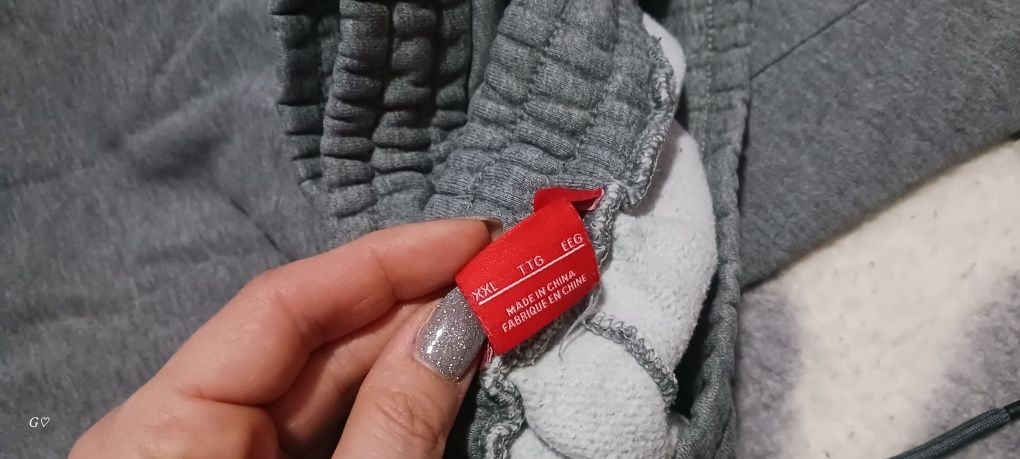 XXL TTG EEG
MADE IN CHINA
FABRIQUE EN CHINE
G♡